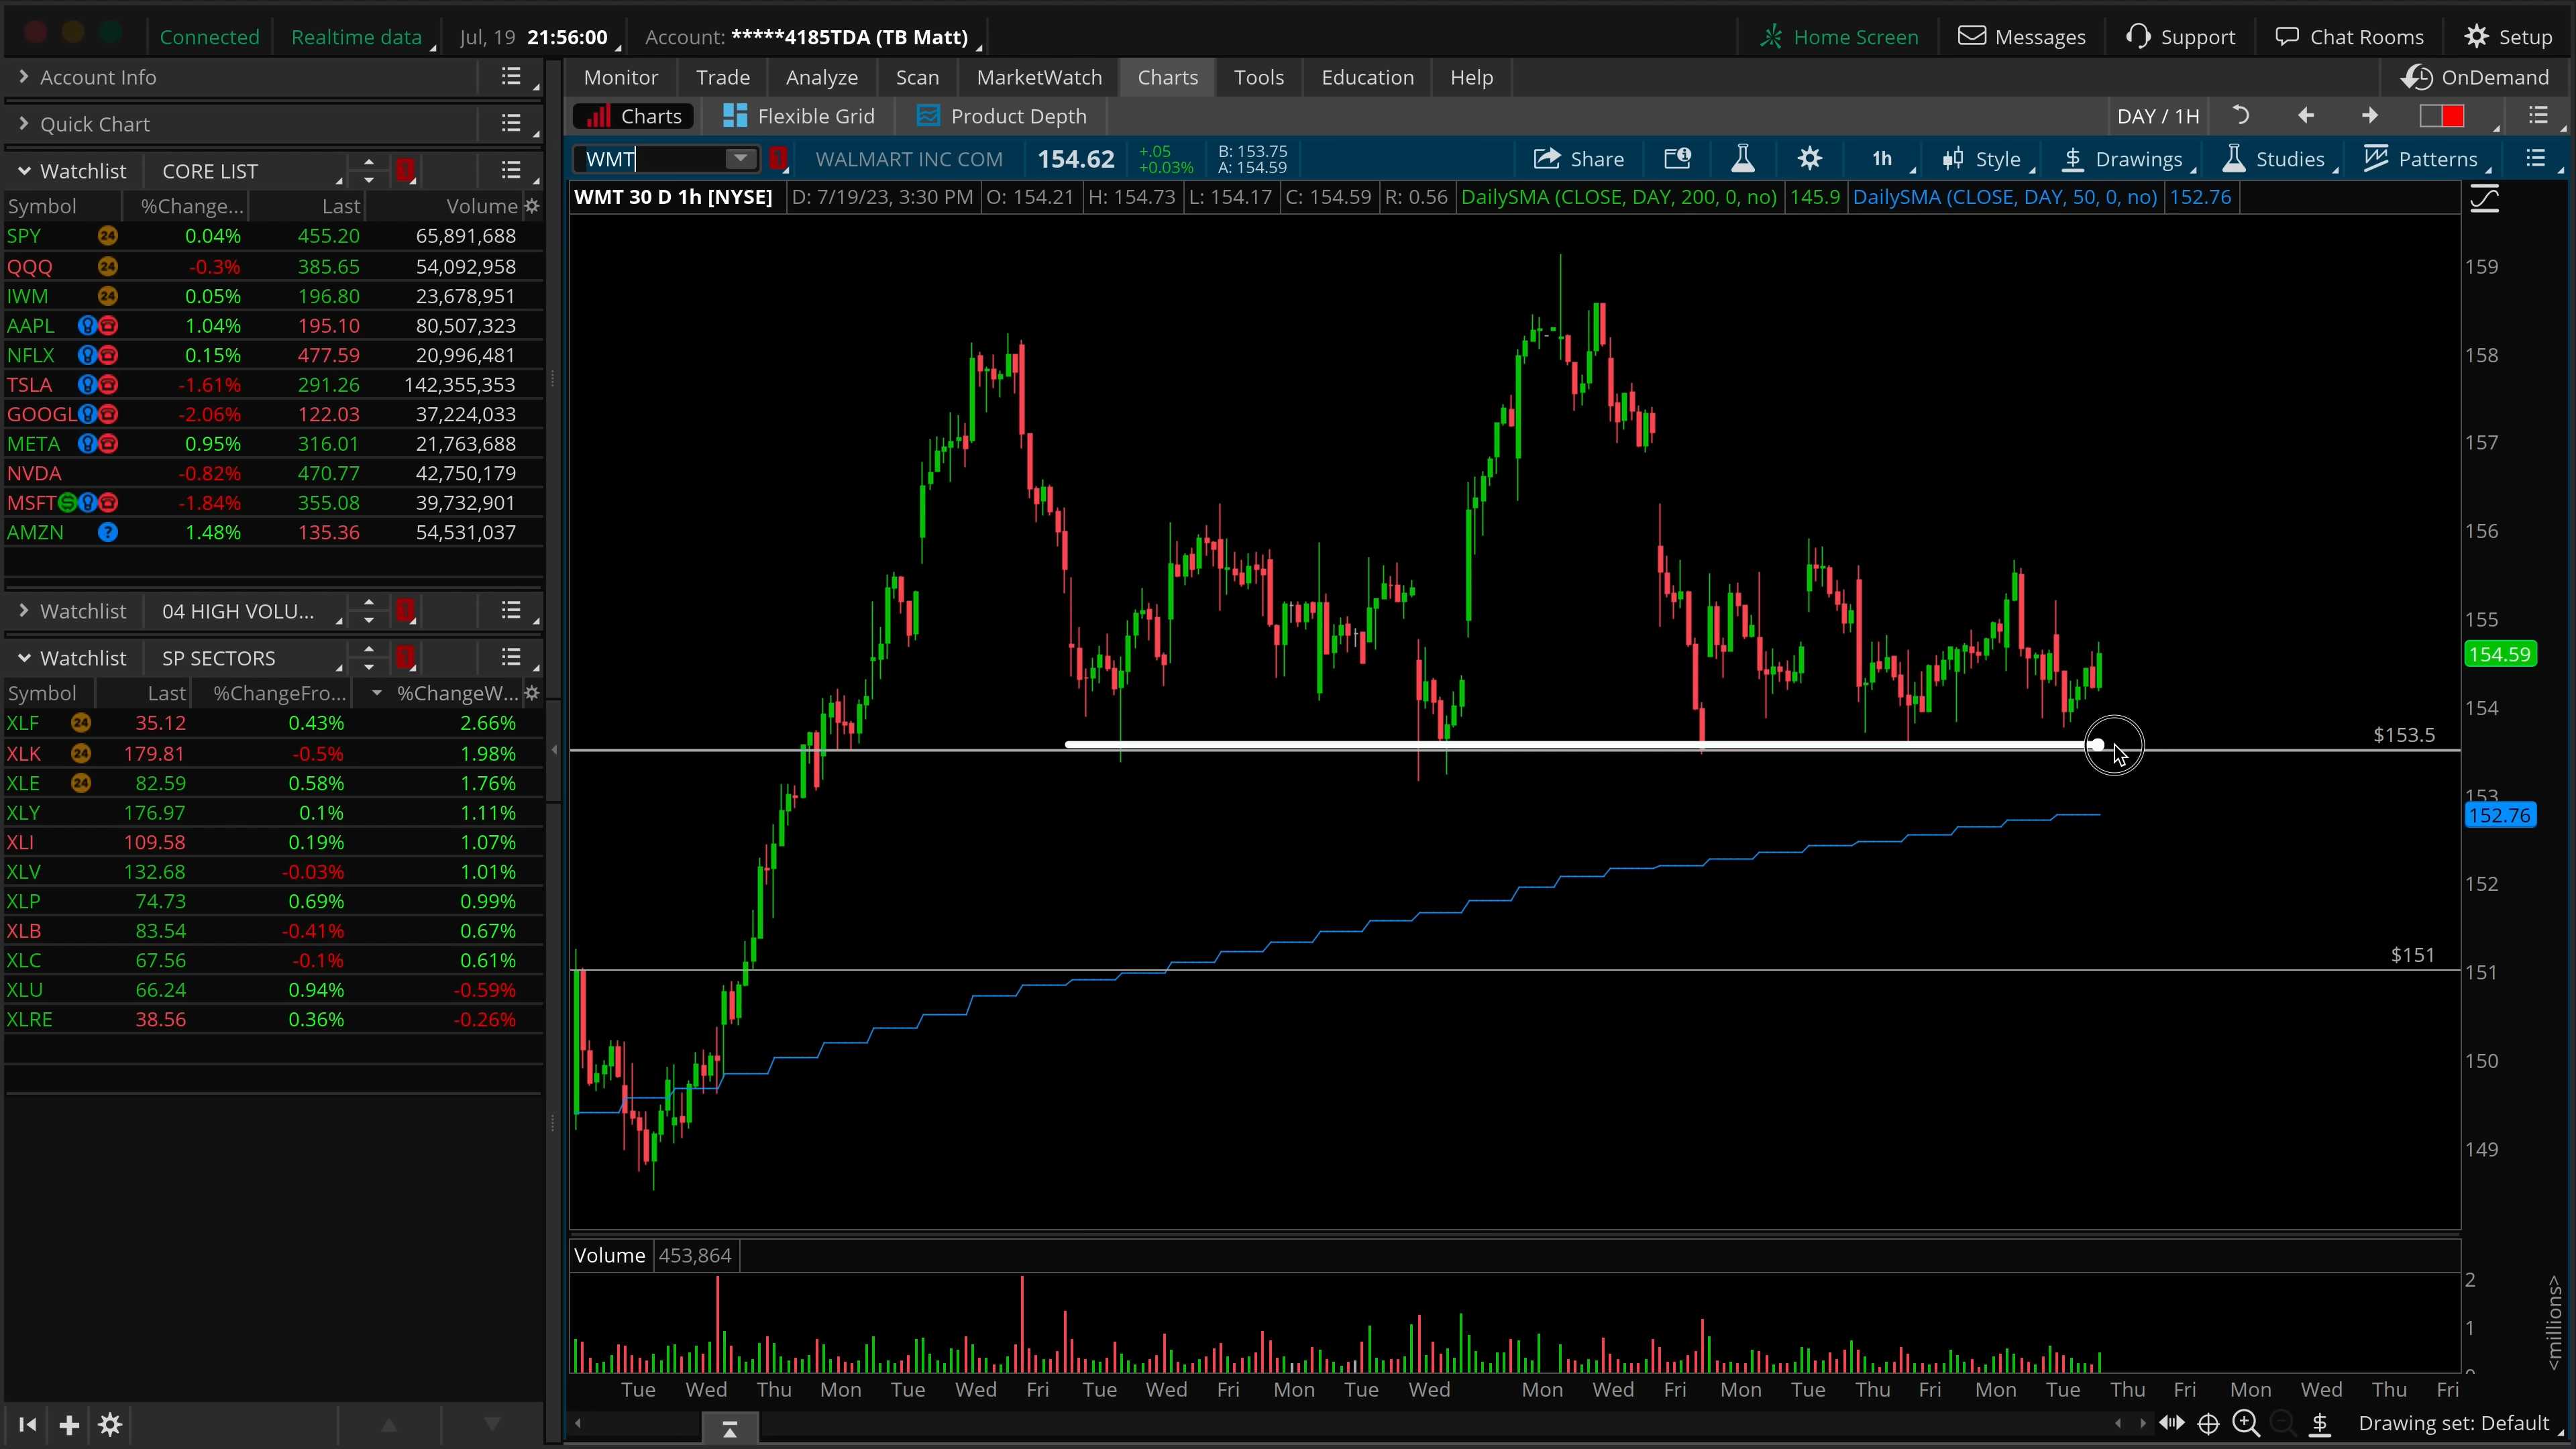 Connected Realtime data Jul, 19 21:56:00 Account: *****4185TDA (TB Matt) Home Screen Messages Support Chat Rooms Setup
Account Info
Monitor Trade Analyze Scan MarketWatch Charts Tools Education Help OnDemand
Quick Chart
Charts Flexible Grid Product Depth DAY / 1H
Watchlist CORE LIST 1
WMT 1 WALMART INC COM 154.62 +.05 +0.03% B: 153.75 A: 154.59 Share 1h Style Drawings Studies Patterns
WMT 30 D 1h [NYSE] D: 7/19/23, 3:30 PM O: 154.21 H: 154.73 L: 154.17 C: 154.59 R: 0.56 DailySMA (CLOSE, DAY, 200, 0, no) 145.9 DailySMA (CLOSE, DAY, 50, 0, no) 152.76
Symbol %Change... Last Volume
SPY 24 0.04% 455.20 65,891,688
QQQ 24 -0.3% 385.65 54,092,958
IWM 24 0.05% 196.80 23,678,951
AAPL 1.04% 195.10 80,507,323
NFLX 0.15% 477.59 20,996,481
TSLA -1.61% 291.26 142,355,353
GOOGL -2.06% 122.03 37,224,033
META 0.95% 316.01 21,763,688
NVDA -0.82% 470.77 42,750,179
MSFT -1.84% 355.08 39,732,901
AMZN ? 1.48% 135.36 54,531,037
Watchlist 04 HIGH VOLU... 1
Watchlist SP SECTORS 1
Symbol Last %ChangeFro... %ChangeW...
XLF 24 35.12 0.43% 2.66%
XLK 24 179.81 -0.5% 1.98%
XLE 24 82.59 0.58% 1.76%
XLY 176.97 0.1% 1.11%
XLI 109.58 0.19% 1.07%
XLV 132.68 -0.03% 1.01%
XLP 74.73 0.69% 0.99%
XLB 83.54 -0.41% 0.67%
XLC 67.56 -0.1% 0.61%
XLU 66.24 0.94% -0.59%
XLRE 38.56 0.36% -0.26%
159
158
157
156
155
154.59
154
$153.5
153
152.76
152
$151 151
150
149
Volume 453,864
2
1
<millions>
Tue Wed Thu Mon Tue Wed Fri Tue Wed Fri Mon Tue Wed Mon Wed Fri Mon Tue Thu Fri Mon Tue Thu Fri Mon Wed Thu Fri
Drawing set: Default